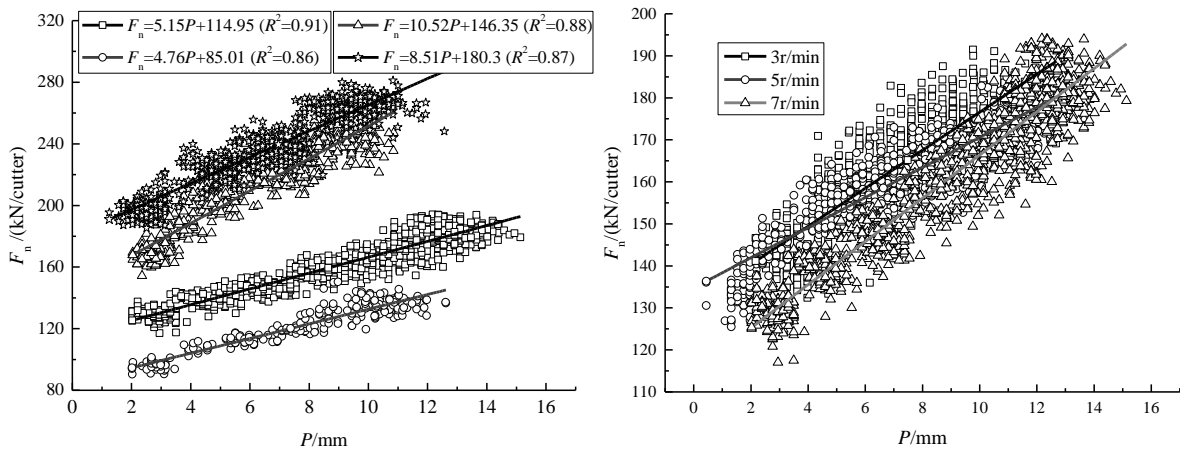 F_n=5.15P+114.95 (R²=0.91)
F_n=10.52P+146.35 (R²=0.88)
F_n=4.76P+85.01 (R²=0.86)
F_n=8.51P+180.3 (R²=0.87)
320
280
240
200
160
120
80
F_n /(kN/cutter)
0 2 4 6 8 10 12 14 16
P/mm
3r/min
5r/min
7r/min
200
190
180
170
160
150
140
130
120
110
F_n /(kN/cutter)
0 2 4 6 8 10 12 14 16
P/mm